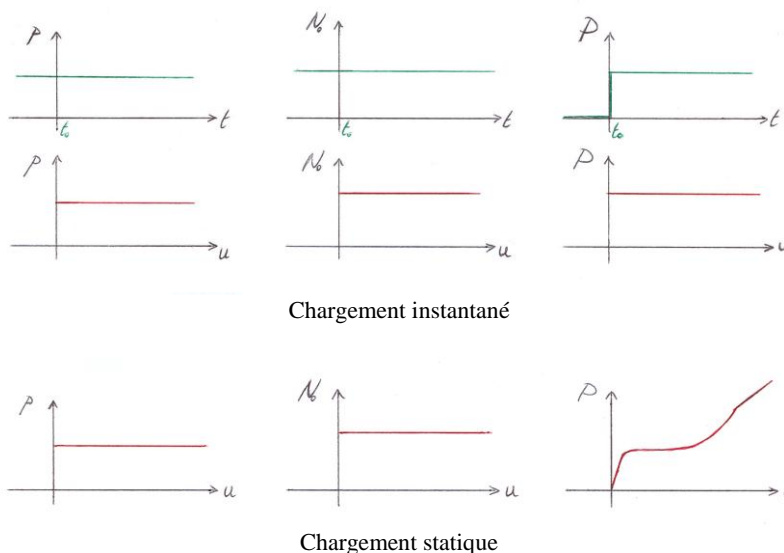 P N₀ P
t t t
t₀ t₀ t₀
P N₀ P
u u u
Chargement instantané
P N₀ P
u u
Chargement statique